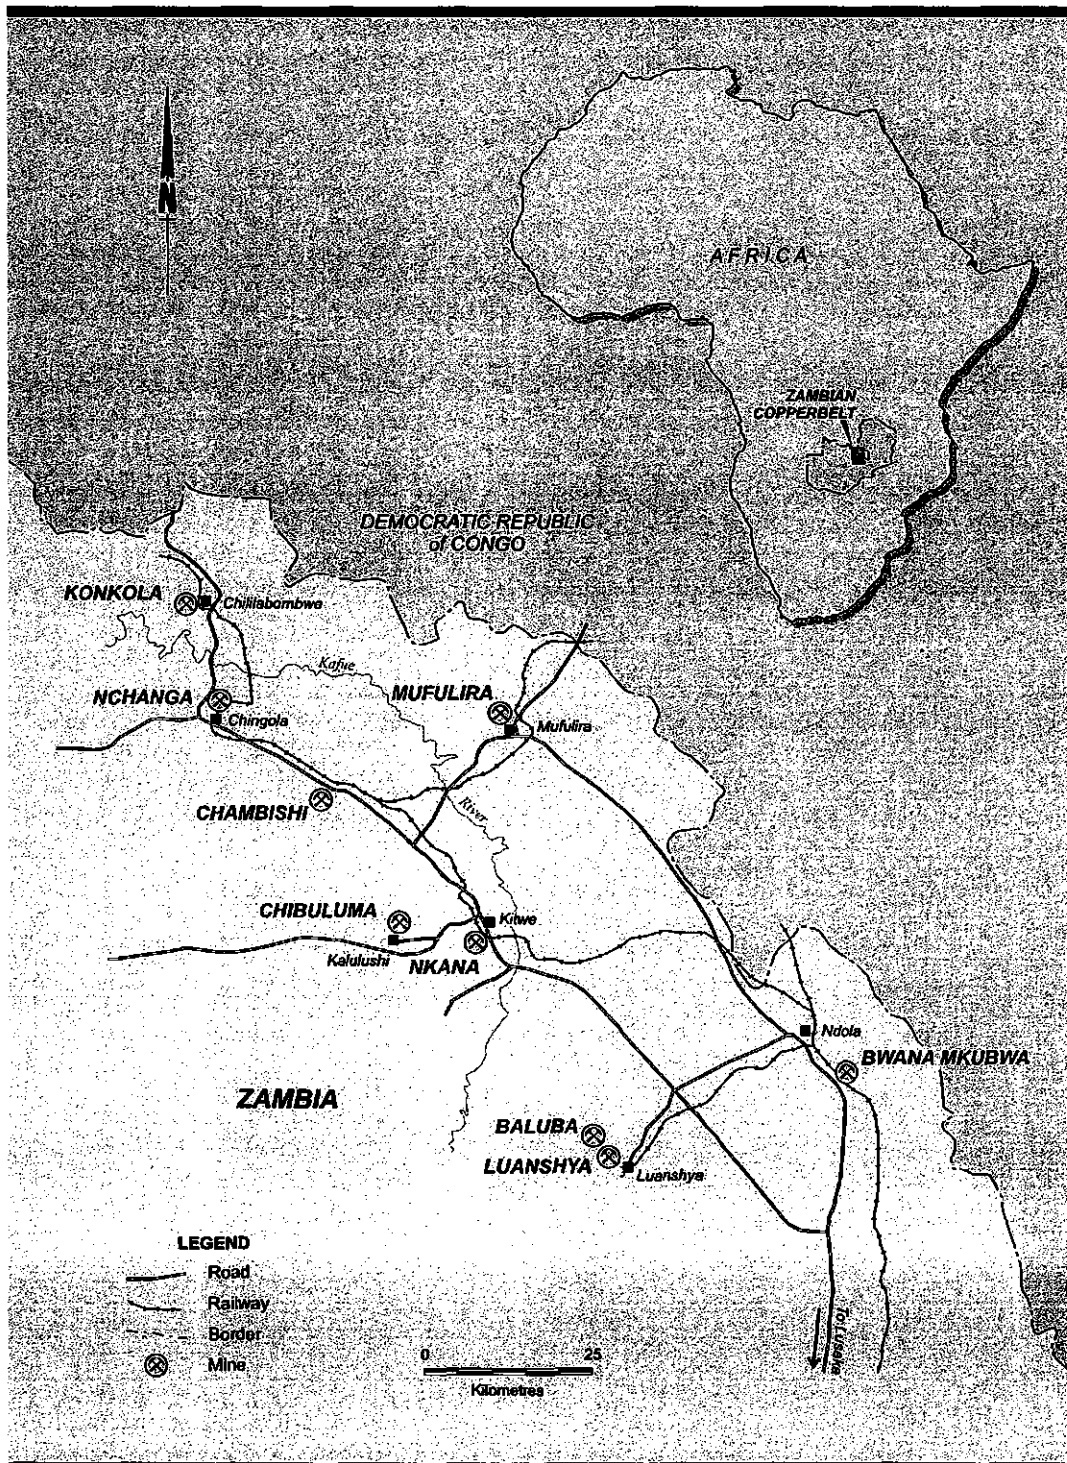 N
AFRICA
ZAMBIAN
COPPERBELT
DEMOCRATIC REPUBLIC
of CONGO
KONKOLA
Chililabombwe
Kafue
NCHANGA
Chingola
MUFULIRA
Mufulira
River
CHAMBISHI
CHIBULUMA
Kitwe
Kalulushi
NKANA
Ndola
BWANA MKUBWA
ZAMBIA
BALUBA
LUANSHYA
Luanshya
LEGEND
Road
Railway
Border
Mine
0 25
Kilometres
To Lusaka